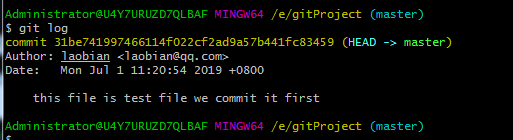 Administrator@U4Y7URUZD7QLBAF MINGW64 /e/gitProject (master)
$ git log
commit 31be741997466114f022cf2ad9a57b441fc83459 (HEAD -> master)
Author: laobian <laobian@qq.com>
Date:   Mon Jul 1 11:20:54 2019 +0800
    this file is test file we commit it first
Administrator@U4Y7URUZD7QLBAF MINGW64 /e/gitProject (master)